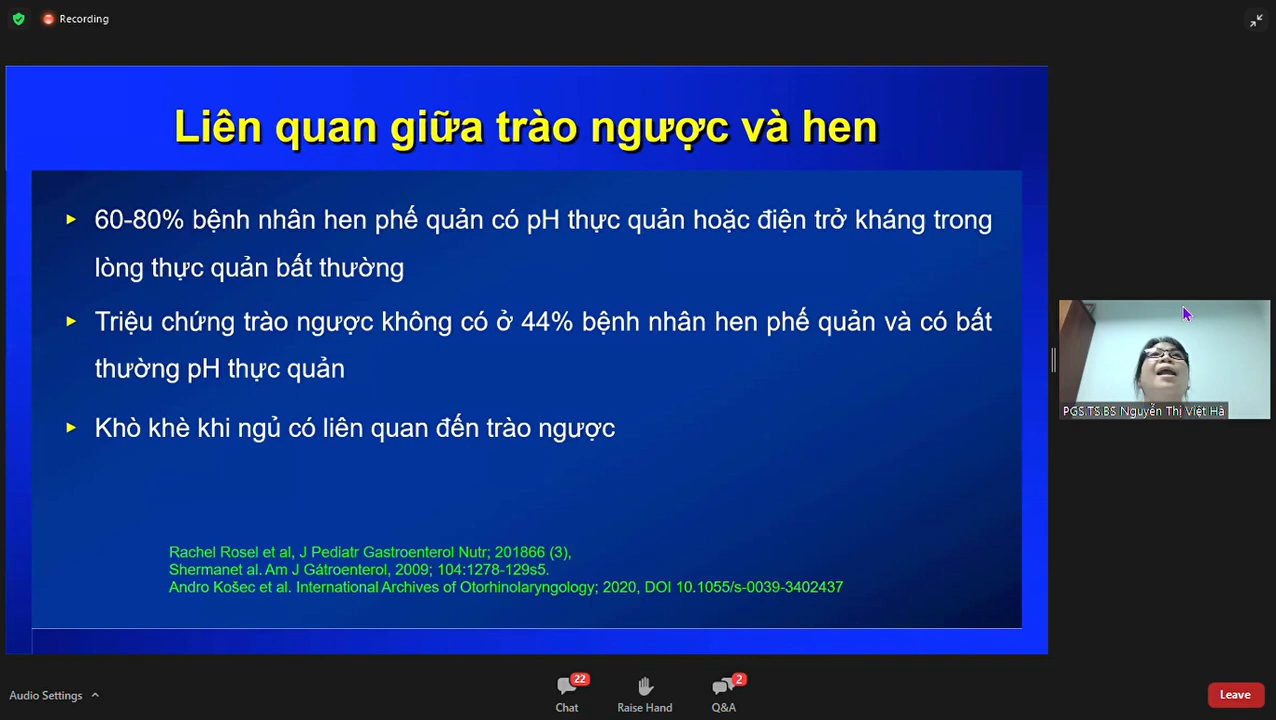 Recording
Liên quan giữa trào ngược và hen
60-80% bệnh nhân hen phế quản có pH thực quản hoặc điện trở kháng trong
lòng thực quản bất thường
Triệu chứng trào ngược không có ở 44% bệnh nhân hen phế quản và có bất
thường pH thực quản
Khò khè khi ngủ có liên quan đến trào ngược
Rachel Rosel et al, J Pediatr Gastroenterol Nutr; 201866 (3),
Shermanet al. Am J Gátroenterol, 2009; 104:1278-129s5.
Andro Košec et al. International Archives of Otorhinolaryngology; 2020, DOI 10.1055/s-0039-3402437
PGS.TS.BS Nguyễn Thị Việt Hà
Audio Settings
22
Chat
Raise Hand
2
Q&A
Leave